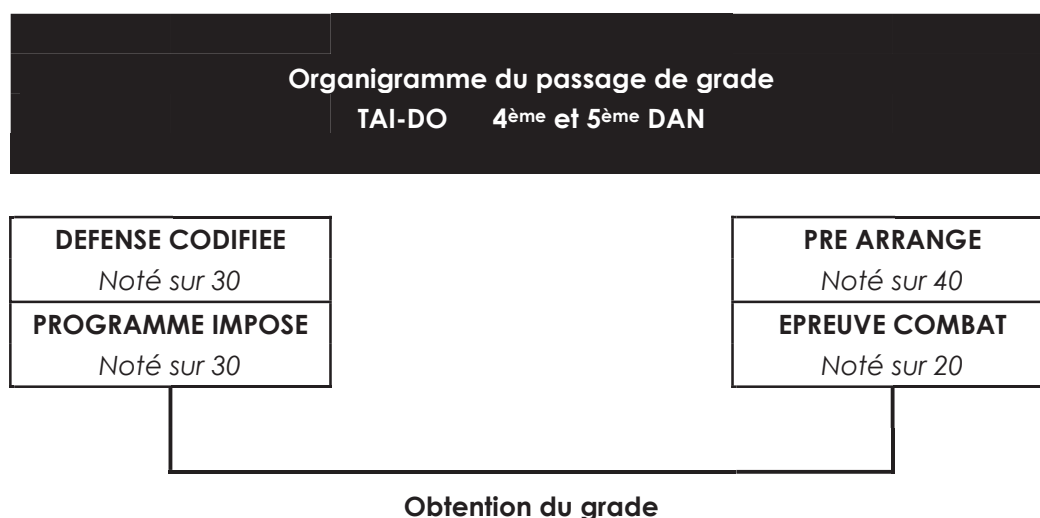 Organigramme du passage de grade
TAI-DO 4ème et 5ème DAN
DEFENSE CODIFIEE
Noté sur 30
PROGRAMME IMPOSE
Noté sur 30
PRE ARRANGE
Noté sur 40
EPREUVE COMBAT
Noté sur 20
Obtention du grade